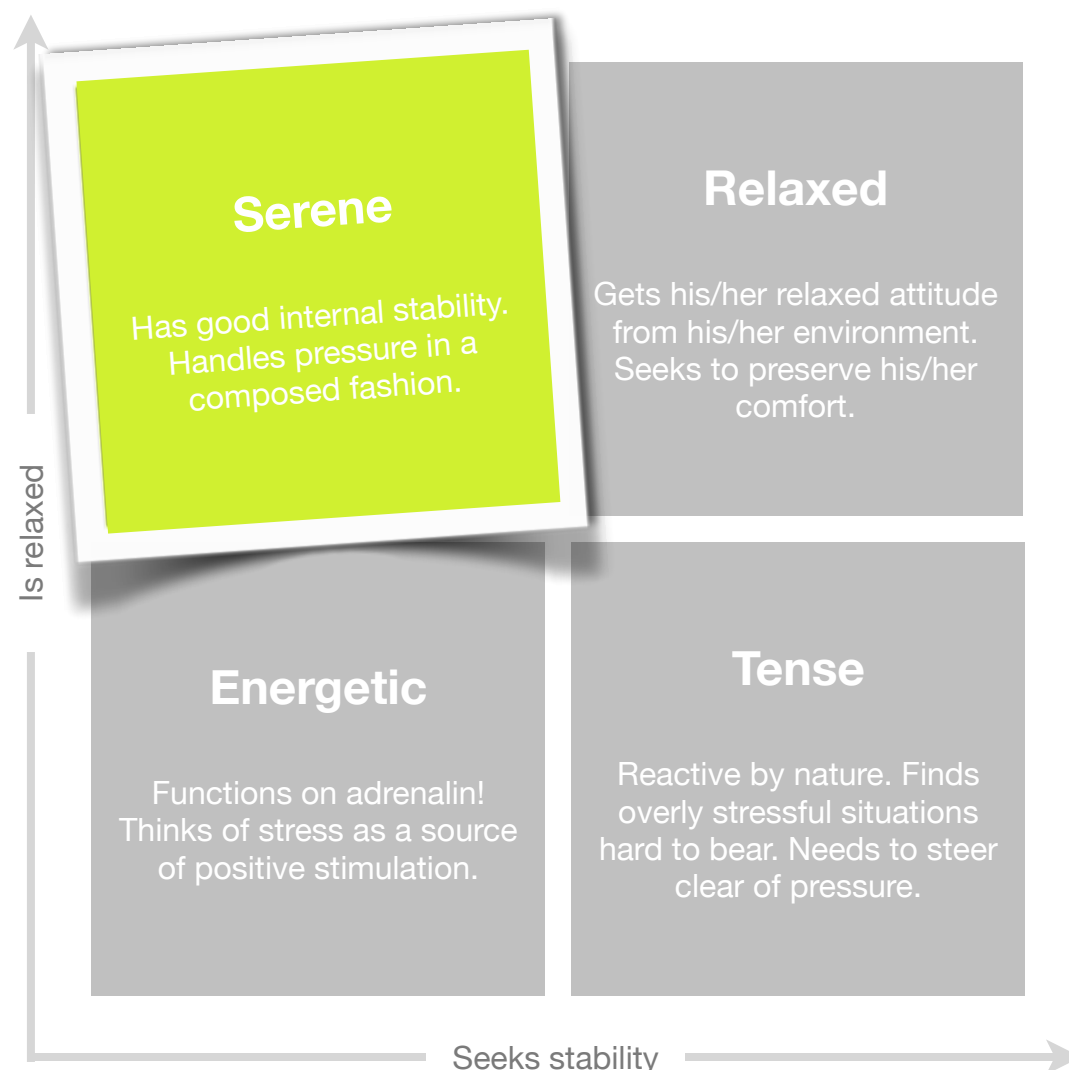 Serene
Has good internal stability.
Handles pressure in a
composed fashion.
Relaxed
Gets his/her relaxed attitude
from his/her environment.
Seeks to preserve his/her
comfort.
Is relaxed
Energetic
Functions on adrenalin!
Thinks of stress as a source
of positive stimulation.
Tense
Reactive by nature. Finds
overly stressful situations
hard to bear. Needs to steer
clear of pressure.
Seeks stability